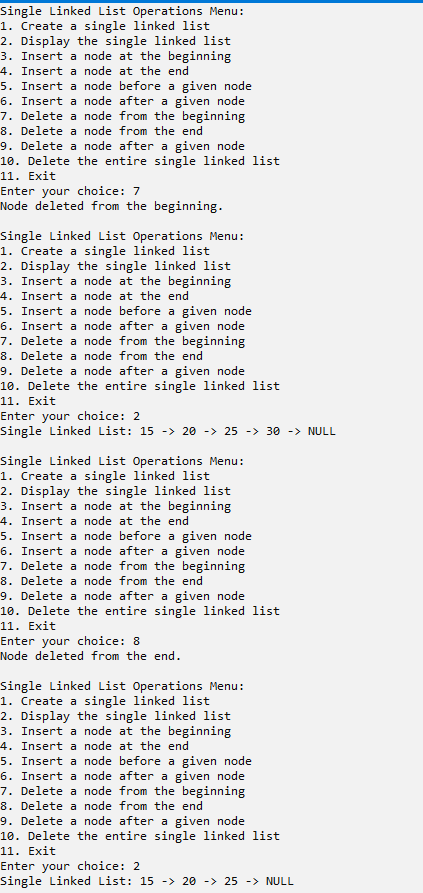 Single Linked List Operations Menu:
1. Create a single linked list
2. Display the single linked list
3. Insert a node at the beginning
4. Insert a node at the end
5. Insert a node before a given node
6. Insert a node after a given node
7. Delete a node from the beginning
8. Delete a node from the end
9. Delete a node after a given node
10. Delete the entire single linked list
11. Exit
Enter your choice: 7
Node deleted from the beginning.

Single Linked List Operations Menu:
1. Create a single linked list
2. Display the single linked list
3. Insert a node at the beginning
4. Insert a node at the end
5. Insert a node before a given node
6. Insert a node after a given node
7. Delete a node from the beginning
8. Delete a node from the end
9. Delete a node after a given node
10. Delete the entire single linked list
11. Exit
Enter your choice: 2
Single Linked List: 15 -> 20 -> 25 -> 30 -> NULL

Single Linked List Operations Menu:
1. Create a single linked list
2. Display the single linked list
3. Insert a node at the beginning
4. Insert a node at the end
5. Insert a node before a given node
6. Insert a node after a given node
7. Delete a node from the beginning
8. Delete a node from the end
9. Delete a node after a given node
10. Delete the entire single linked list
11. Exit
Enter your choice: 8
Node deleted from the end.

Single Linked List Operations Menu:
1. Create a single linked list
2. Display the single linked list
3. Insert a node at the beginning
4. Insert a node at the end
5. Insert a node before a given node
6. Insert a node after a given node
7. Delete a node from the beginning
8. Delete a node from the end
9. Delete a node after a given node
10. Delete the entire single linked list
11. Exit
Enter your choice: 2
Single Linked List: 15 -> 20 -> 25 -> NULL